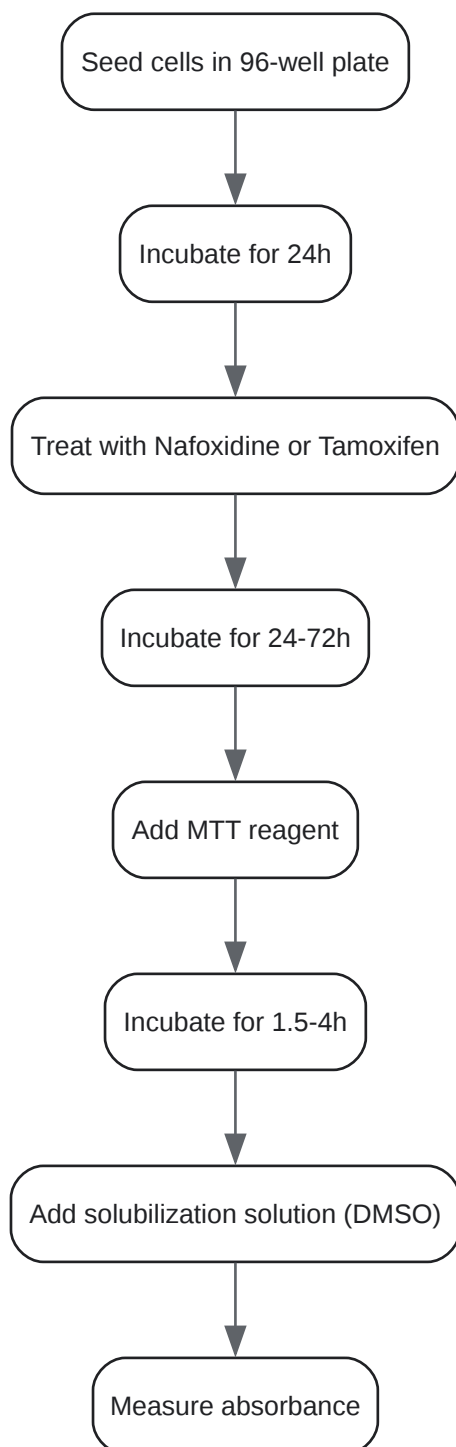 Seed cells in 96-well plate
Incubate for 24h
Treat with Nafoxidine or Tamoxifen
Incubate for 24-72h
Add MTT reagent
Incubate for 1.5-4h
Add solubilization solution (DMSO)
Measure absorbance